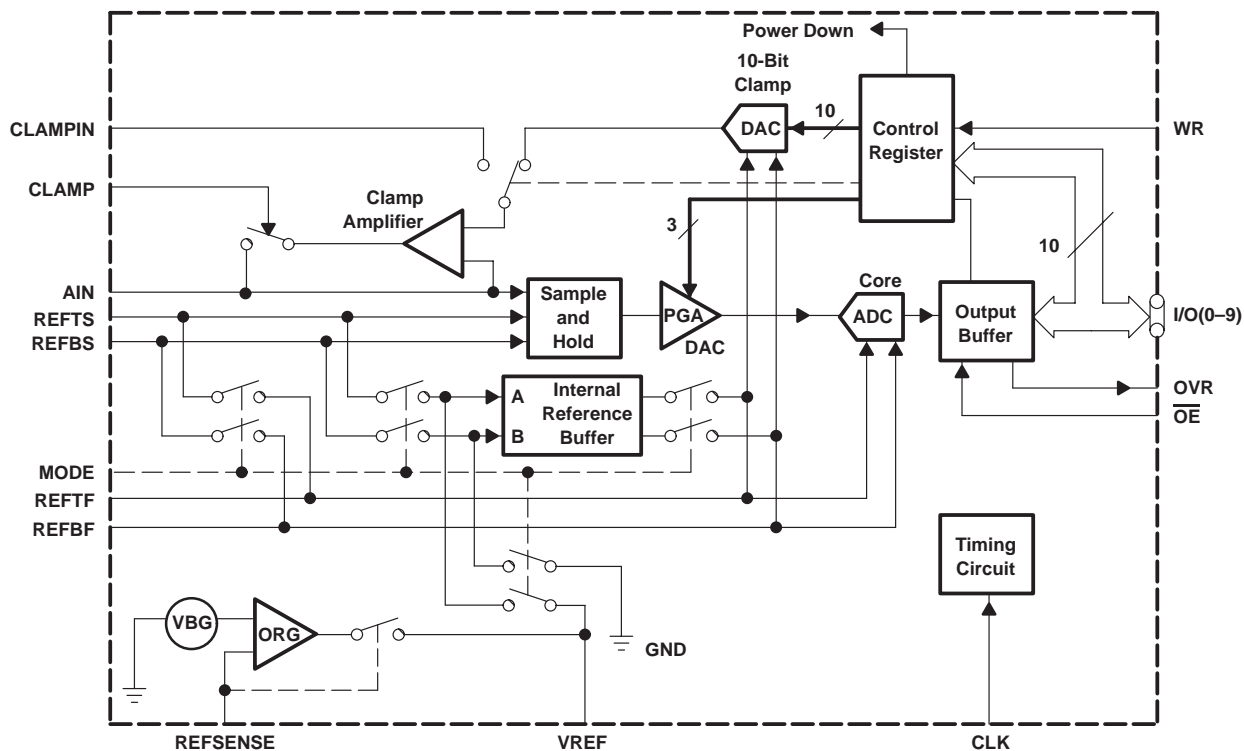 Power Down
10-Bit
Clamp
CLAMPIN
DAC
10
Control
Register
WR
CLAMP
Clamp
Amplifier
3
10
AIN
REFTS
REFBS
Sample
and
Hold
PGA
DAC
Core
ADC
Output
Buffer
I/O(0–9)
OVR
OE
A
B
Internal
Reference
Buffer
MODE
REFTF
REFBF
Timing
Circuit
VBG
ORG
GND
REFSENSE
VREF
CLK